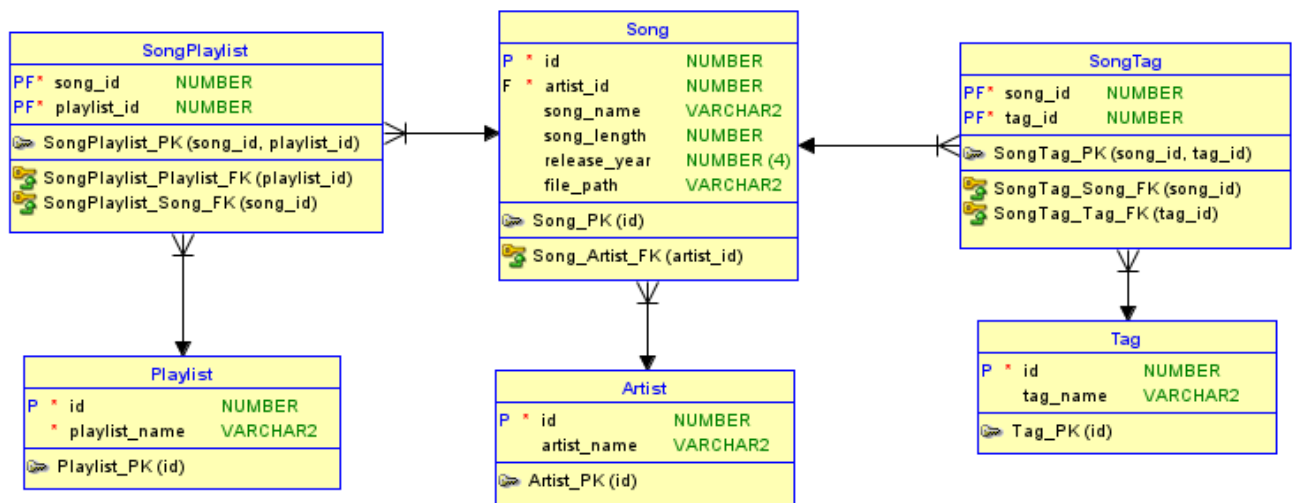 SongPlaylist
PF* song_id NUMBER
PF* playlist_id NUMBER
SongPlaylist_PK (song_id, playlist_id)
SongPlaylist_Playlist_FK (playlist_id)
SongPlaylist_Song_FK (song_id)
Song
P * id NUMBER
F * artist_id NUMBER
song_name VARCHAR2
song_length NUMBER
release_year NUMBER (4)
file_path VARCHAR2
Song_PK (id)
Song_Artist_FK (artist_id)
SongTag
PF* song_id NUMBER
PF* tag_id NUMBER
SongTag_PK (song_id, tag_id)
SongTag_Song_FK (song_id)
SongTag_Tag_FK (tag_id)
Playlist
P * id NUMBER
* playlist_name VARCHAR2
Playlist_PK (id)
Artist
P * id NUMBER
artist_name VARCHAR2
Artist_PK (id)
Tag
P * id NUMBER
tag_name VARCHAR2
Tag_PK (id)